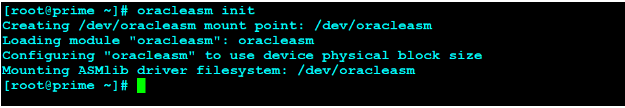 [root@prime ~]# oracleasm init
Creating /dev/oracleasm mount point: /dev/oracleasm
Loading module "oracleasm": oracleasm
Configuring "oracleasm" to use device physical block size
Mounting ASMlib driver filesystem: /dev/oracleasm
[root@prime ~]#